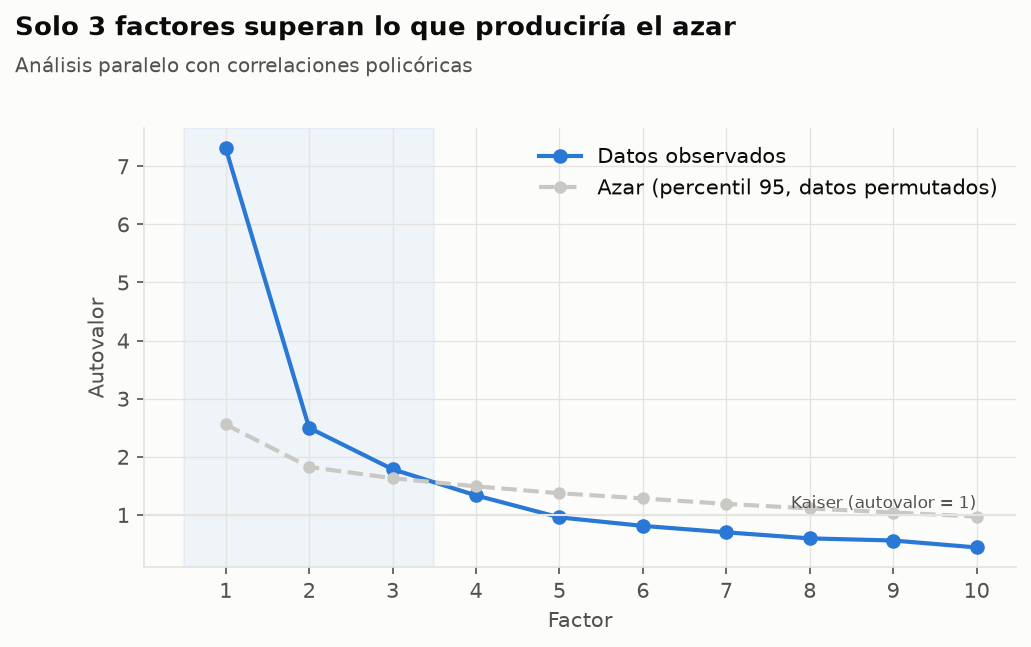 Solo 3 factores superan lo que produciría el azar
Análisis paralelo con correlaciones policóricas
Datos observados
Azar (percentil 95, datos permutados)
7
6
5
4
3
2
1
Autovalor
Kaiser (autovalor = 1)
1 2 3 4 5 6 7 8 9 10
Factor